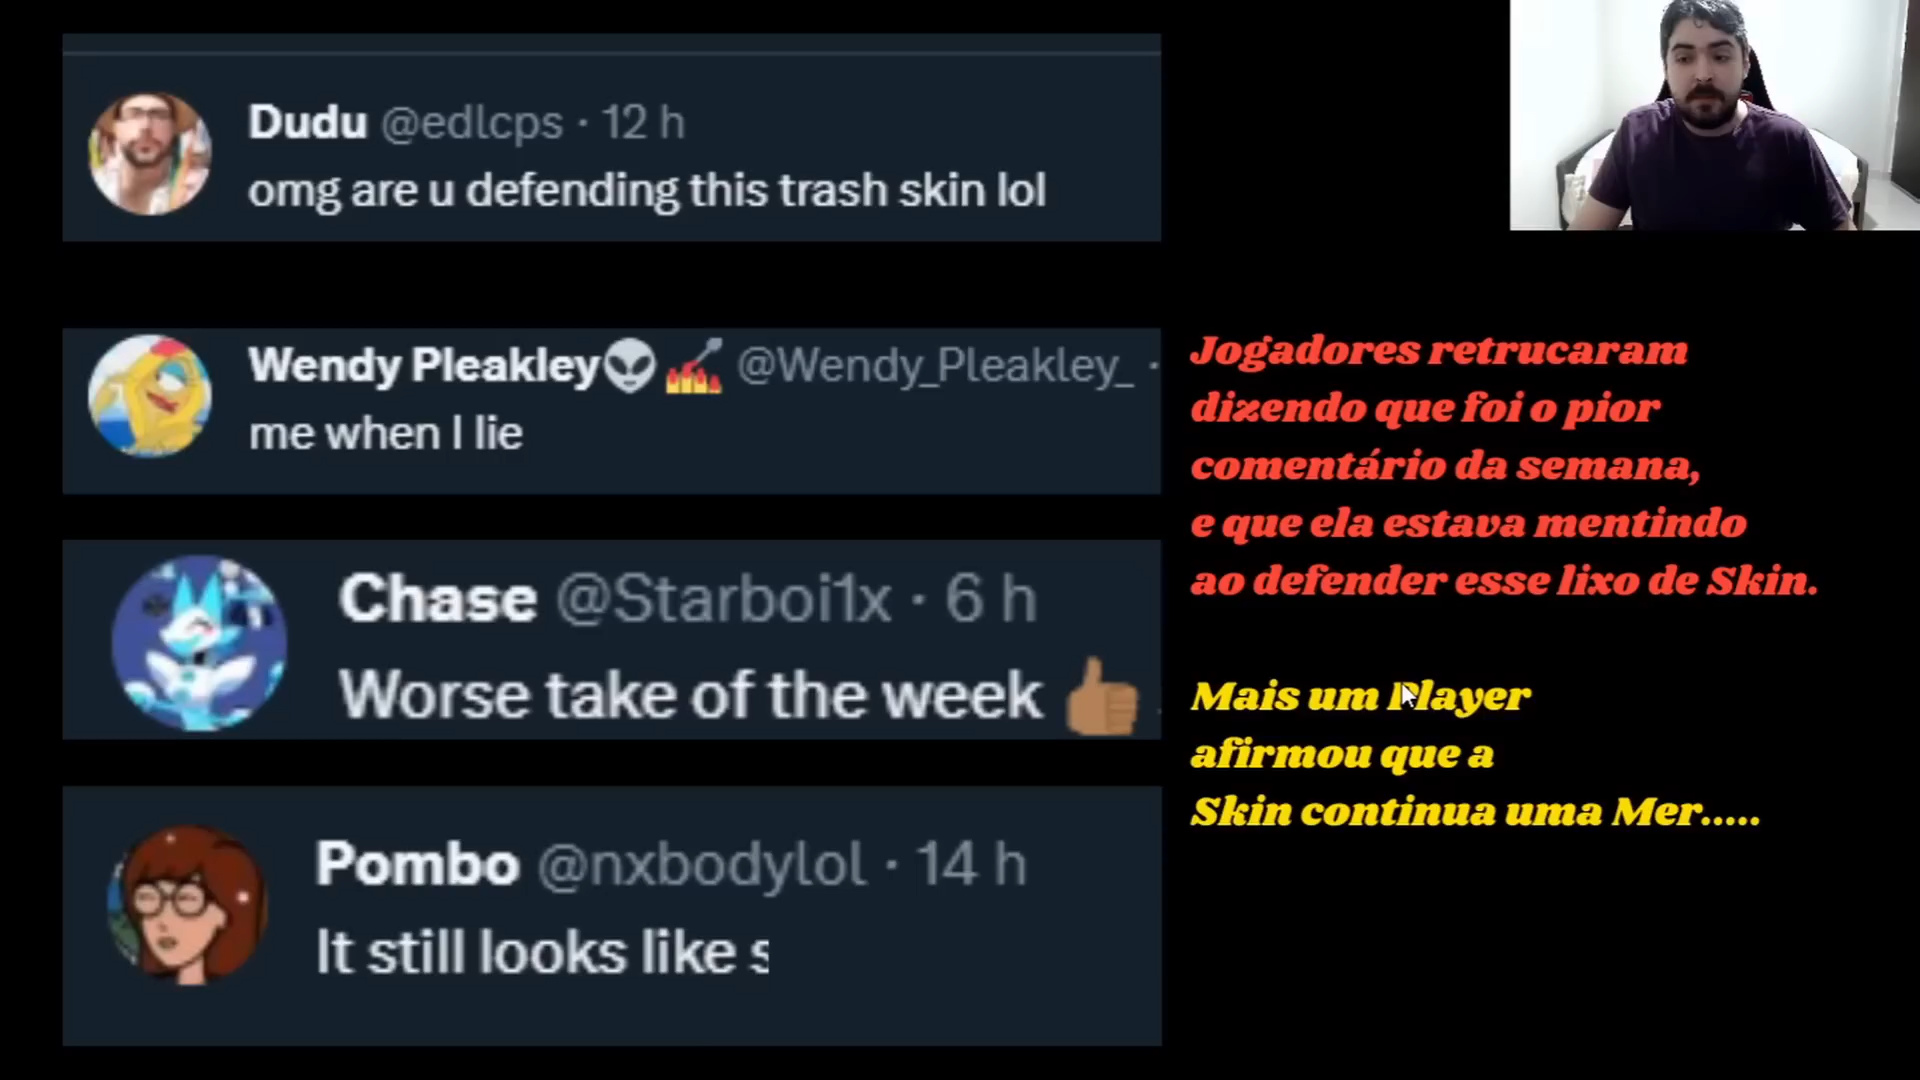 Dudu @edlcps · 12 h
omg are u defending this trash skin lol
Wendy Pleakley👽💅 @Wendy_Pleakley_ ·
me when I lie
Chase @Starboi1x · 6 h
Worse take of the week 👍🏽
Pombo @nxbodylol · 14 h
It still looks like s
Jogadores retrucaram
dizendo que foi o pior
comentário da semana,
e que ela estava mentindo
ao defender esse lixo de Skin.
Mais um Player
afirmou que a
Skin continua uma Mer.....